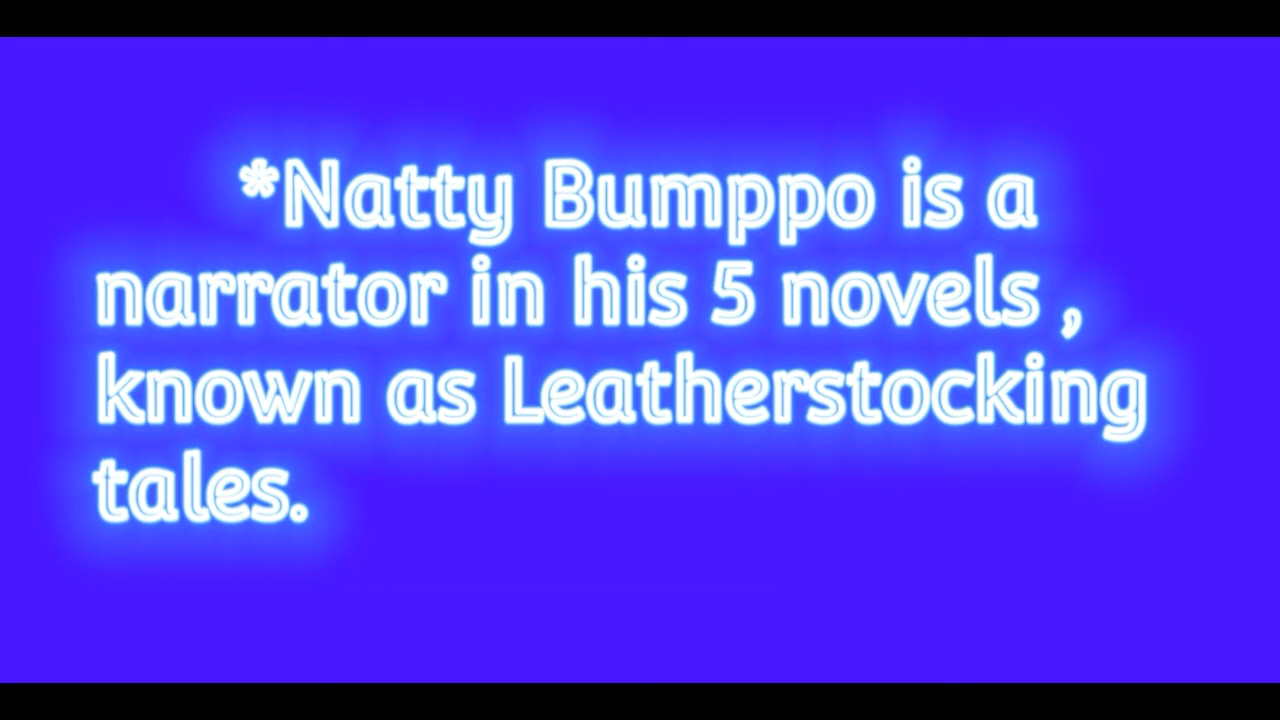 *Natty Bumppo is a
narrator in his 5 novels ,
known as Leatherstocking
tales.